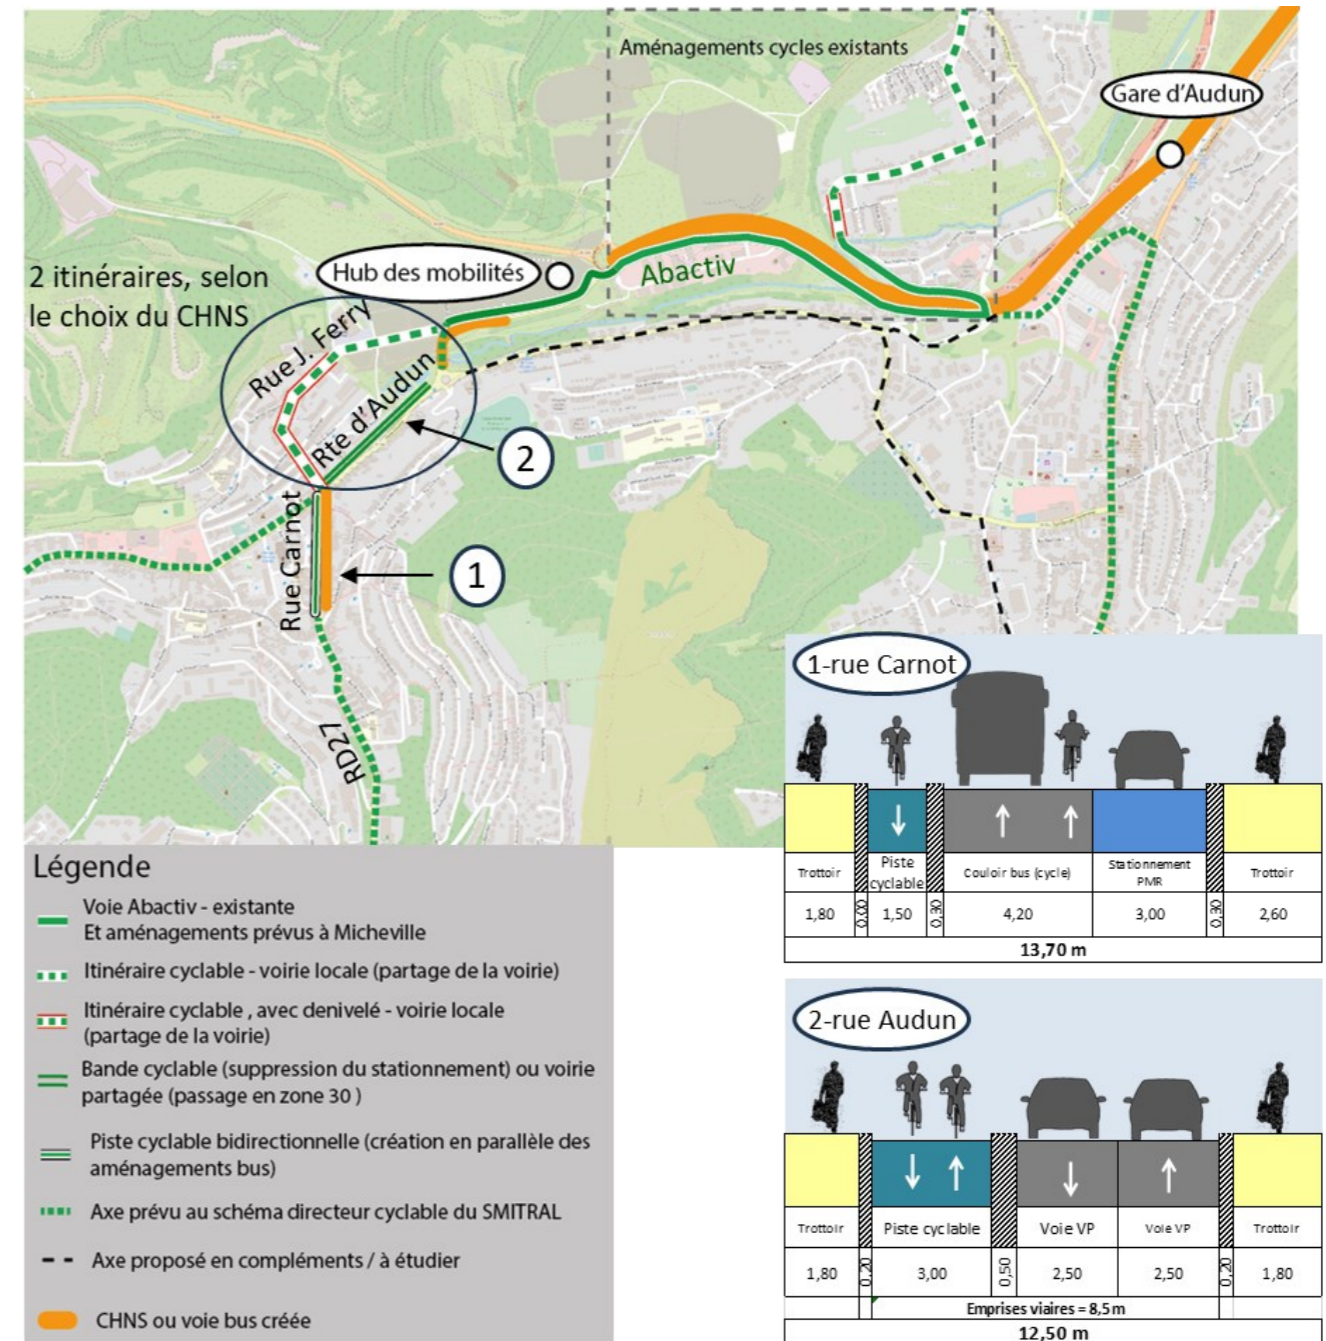 Aménagements cycles existants
Gare d'Audun
Hub des mobilités
Abactiv
2 itinéraires, selon
le choix du CHNS
Rue J. Ferry
Rte d'Audun
2
Rue Carnot
1
RD27
1-rue Carnot
Trottoir
Piste
cyclable
Couloir bus (cycle)
Stationnement
PMR
Trottoir
1,80 0,00 1,50 0,30 4,20 3,00 0,30 2,60
13,70 m
2-rue Audun
Trottoir Piste cyclable Voie VP Voie VP Trottoir
1,80 0,20 3,00 0,50 2,50 2,50 0,20 1,80
Emprises viaires = 8,5 m
12,50 m
Légende
Voie Abactiv - existante
Et aménagements prévus à Micheville
Itinéraire cyclable - voirie locale (partage de la voirie)
Itinéraire cyclable , avec denivelé - voirie locale
(partage de la voirie)
Bande cyclable (suppression du stationnement) ou voirie
partagée (passage en zone 30 )
Piste cyclable bidirectionnelle (création en parallèle des
aménagements bus)
Axe prévu au schéma directeur cyclable du SMITRAL
Axe proposé en compléments / à étudier
CHNS ou voie bus créée